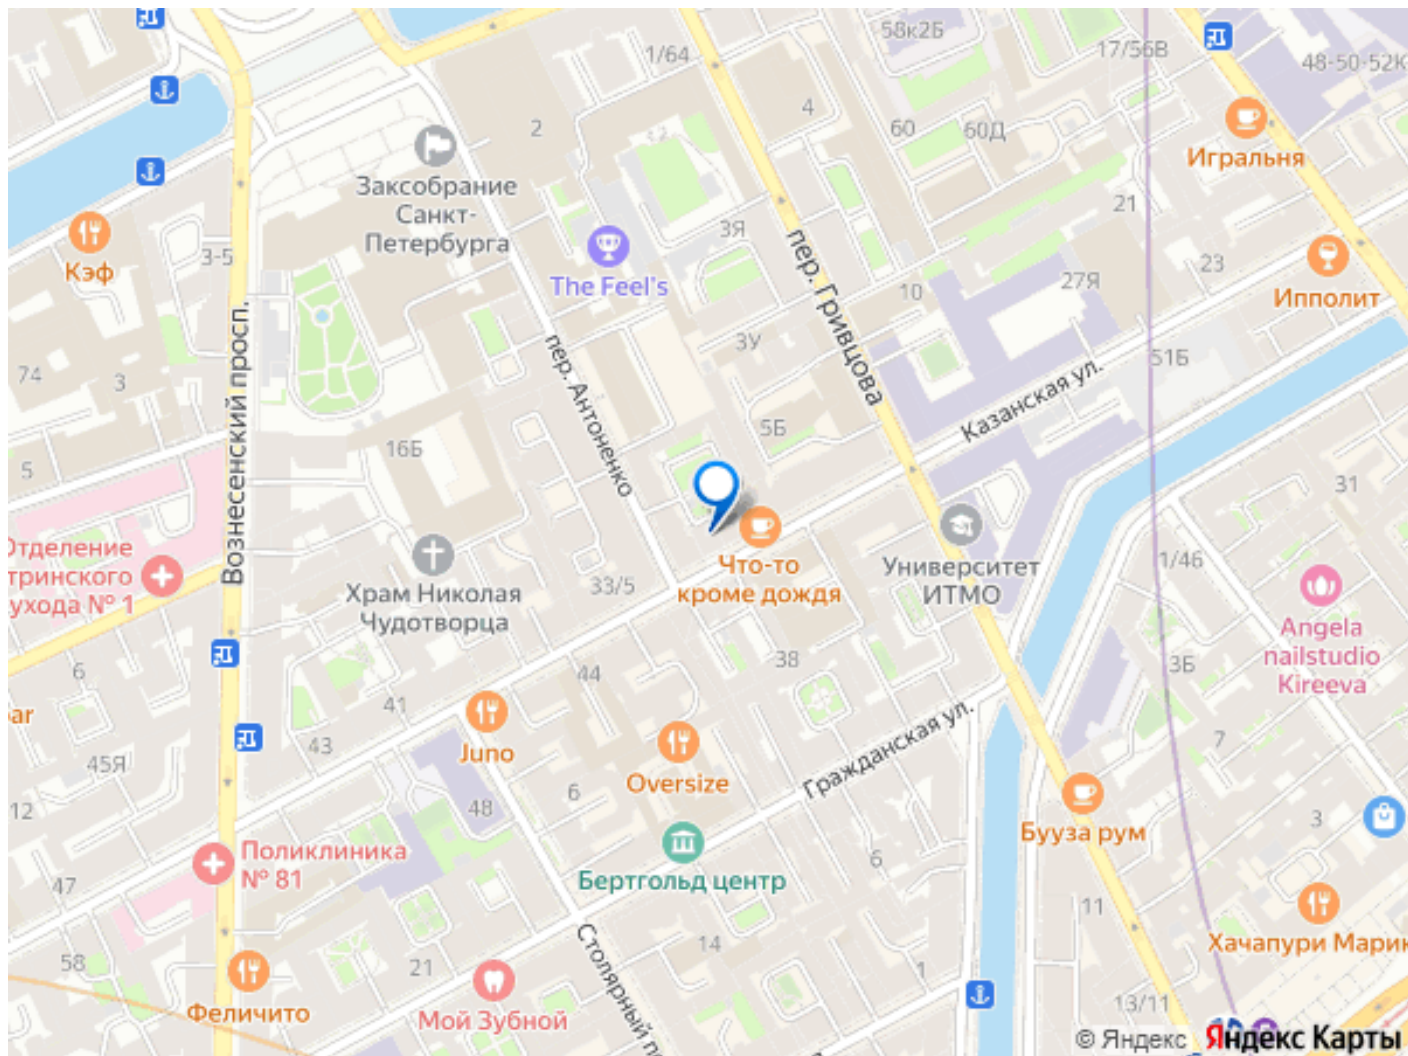 58к2Б
1/64
17/56В
48-50-52К
4
2
60
60Д
Игральня
Заксобрание
Санкт-
Петербурга
21
3Я
пер. Гривцова
3-5
Кэф
The Feel's
27Я
23
10
Ипполит
Вознесенский просп.
74
3
3У
пер. Антоненко
51Б
Казанская ул.
5Б
16Б
5
31
Отделение
тринского
ухода № 1
Храм Николая
Чудотворца
33/5
Что-то
кроме дождя
Университет
ИТМО
1/46
Angela
nailstudio
Kireeva
6
44
38
3Б
bar
41
43
Juno
Гражданская ул.
7
45Я
Oversize
6
12
48
3
Бууза рум
Поликлиника
№ 81
6
47
Бертгольд центр
11
Хачапури Марик
Столярный п
14
58
21
1
13/11
Феличито
Мой Зубной
© Яндекс Яндекс Карты